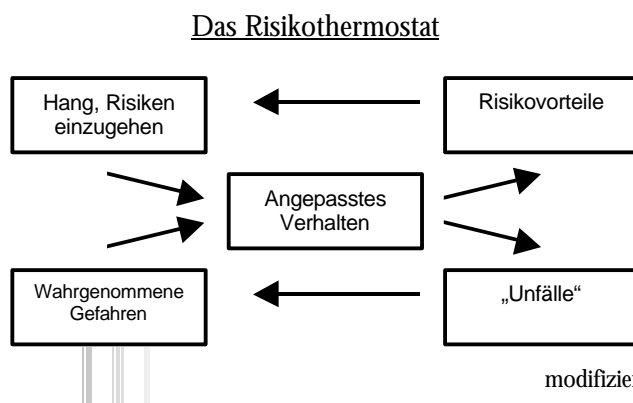 Das Risikothermostat
Hang, Risiken
einzugehen
Risikovorteile
Angepasstes
Verhalten
Wahrgenommene
Gefahren
„Unfälle“